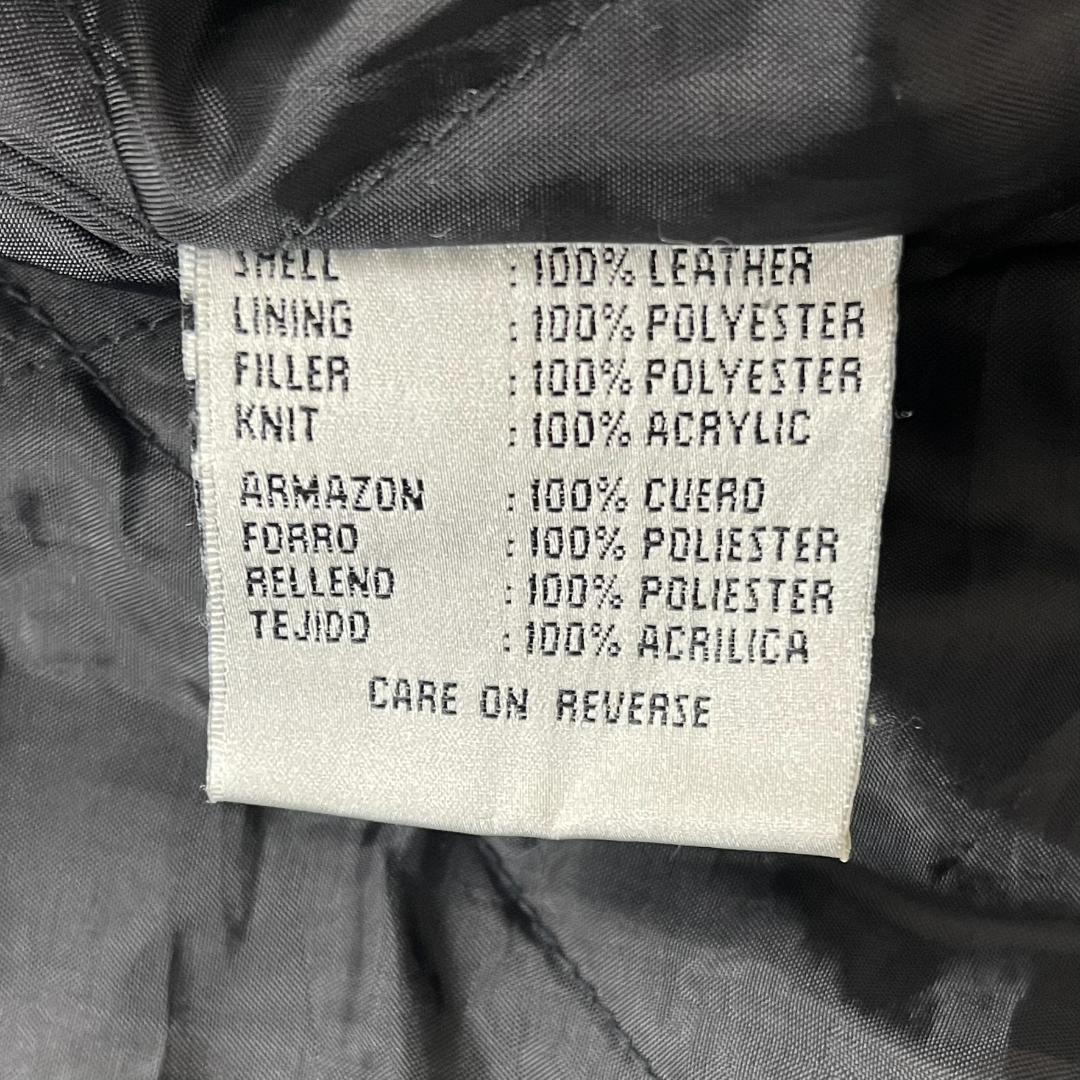 SHELL : 100% LEATHER
LINING : 100% POLYESTER
FILLER : 100% POLYESTER
KNIT : 100% ACRYLIC
ARMAZON : 100% CUERO
FORRO : 100% POLIESTER
RELLENO : 100% POLIESTER
TEJIDO : 100% ACRILICA
CARE ON REVERSE